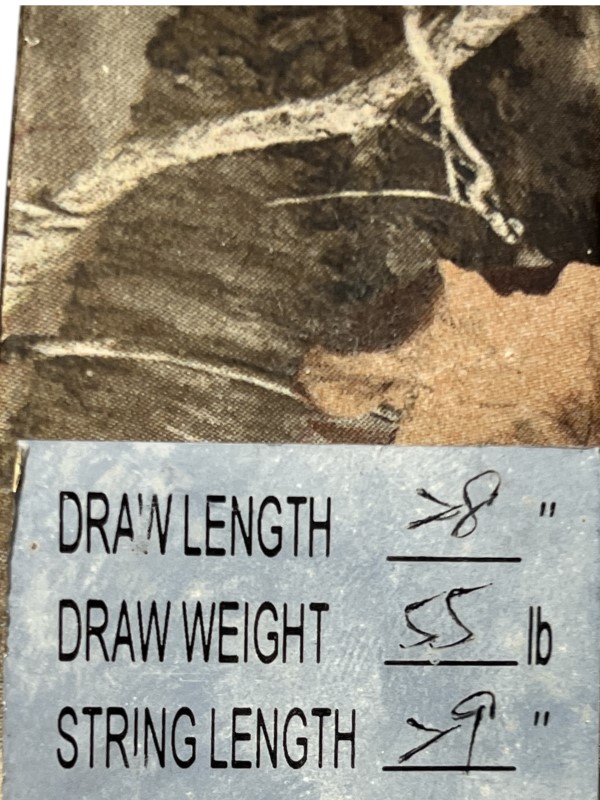 DRAW LENGTH 28 "
DRAW WEIGHT 55 lb
STRING LENGTH 29 "